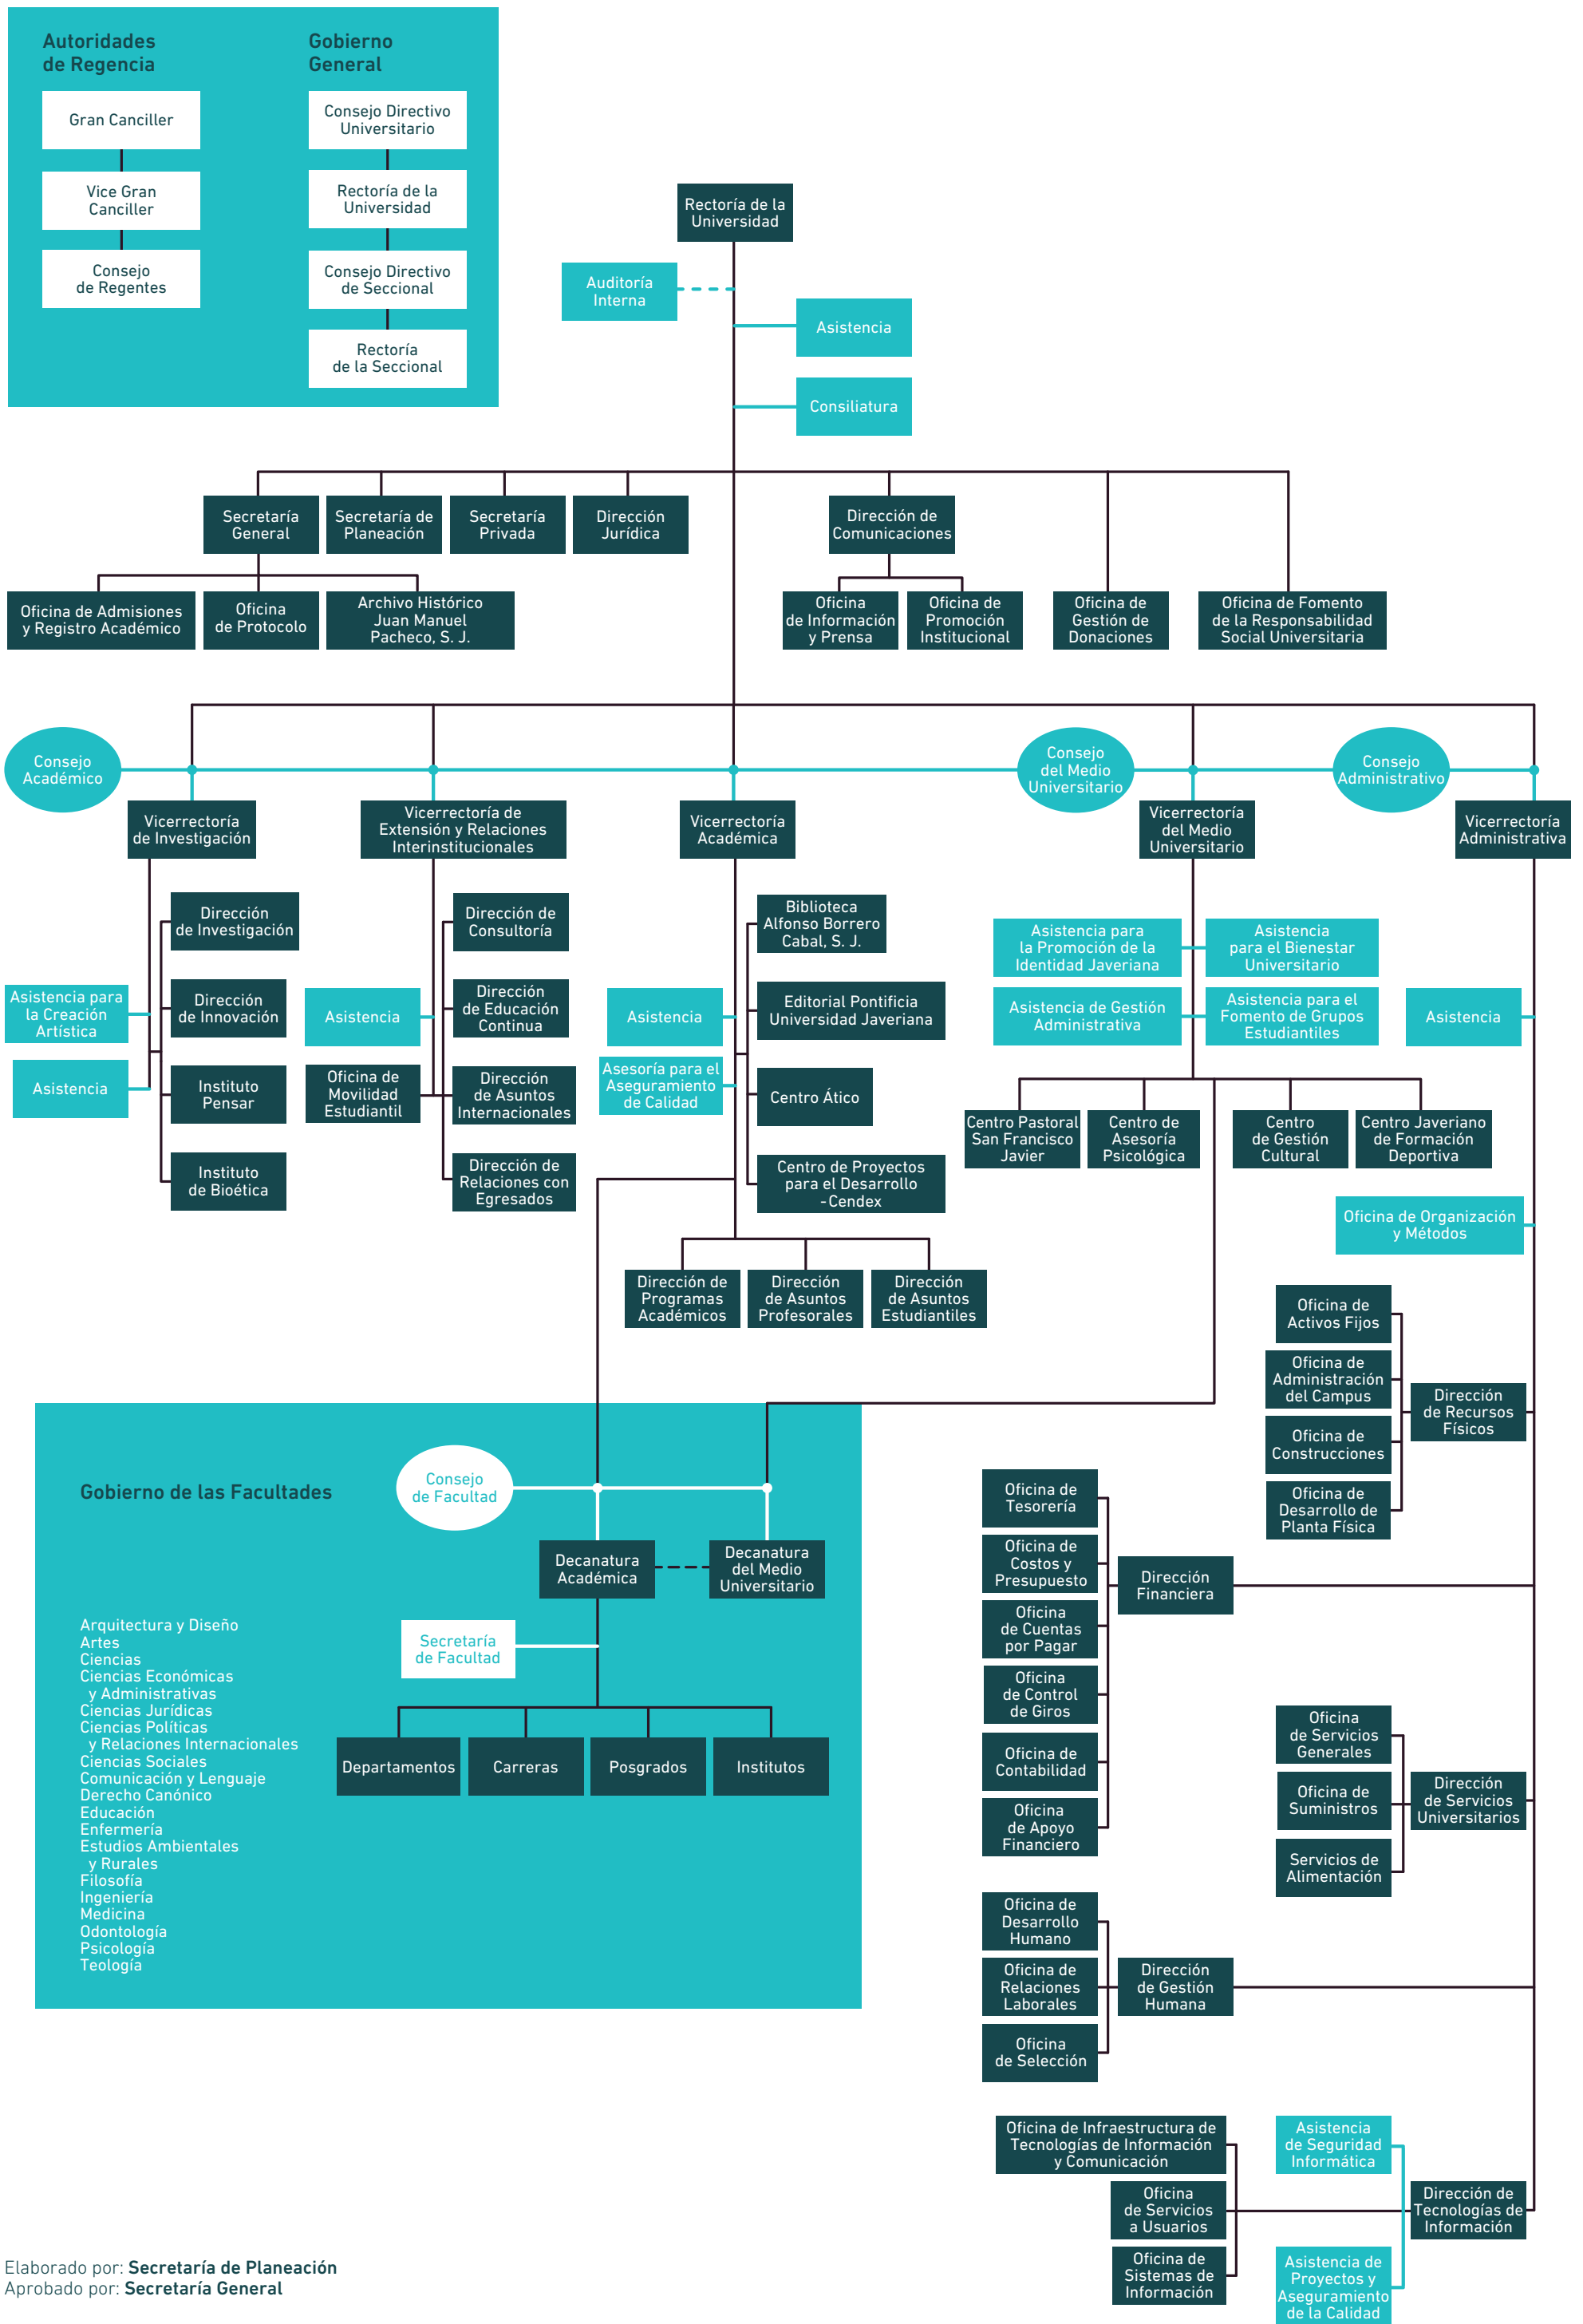 Autoridades
de Regencia
Gran Canciller
Vice Gran
Canciller
Consejo
de Regentes
Gobierno
General
Consejo Directivo
Universitario
Rectoría de la
Universidad
Consejo Directivo
de Seccional
Rectoría
de la Seccional
Rectoría de la
Universidad
Auditoría
Interna
Asistencia
Consiliatura
Secretaría
General
Secretaría de
Planeación
Secretaría
Privada
Dirección
Jurídica
Dirección de
Comunicaciones
Oficina de Admisiones
y Registro Académico
Oficina
de Protocolo
Archivo Histórico
Juan Manuel
Pacheco, S. J.
Oficina
de Información
y Prensa
Oficina de
Promoción
Institucional
Oficina de
Gestión de
Donaciones
Oficina de Fomento
de la Responsabilidad
Social Universitaria
Consejo
Académico
Consejo
del Medio
Universitario
Consejo
Administrativo
Vicerrectoría
de Investigación
Vicerrectoría de
Extensión y Relaciones
Interinstitucionales
Vicerrectoría
Académica
Vicerrectoría
del Medio
Universitario
Vicerrectoría
Administrativa
Dirección
de Investigación
Asistencia para
la Creación
Artística
Dirección
de Innovación
Asistencia
Instituto
Pensar
Instituto
de Bioética
Dirección de
Consultoría
Asistencia
Dirección
de Educación
Continua
Oficina de
Movilidad
Estudiantil
Dirección
de Asuntos
Internacionales
Dirección de
Relaciones con
Egresados
Biblioteca
Alfonso Borrero
Cabal, S. J.
Asistencia
Editorial Pontificia
Universidad Javeriana
Asesoría para el
Aseguramiento
de Calidad
Centro Ático
Centro de Proyectos
para el Desarrollo
-Cendex
Dirección de
Programas
Académicos
Dirección
de Asuntos
Profesorales
Dirección
de Asuntos
Estudiantiles
Asistencia para
la Promoción de la
Identidad Javeriana
Asistencia
para el Bienestar
Universitario
Asistencia de Gestión
Administrativa
Asistencia para el
Fomento de Grupos
Estudiantiles
Asistencia
Centro Pastoral
San Francisco
Javier
Centro de
Asesoría
Psicológica
Centro
de Gestión
Cultural
Centro Javeriano
de Formación
Deportiva
Oficina de Organización
y Métodos
Oficina de
Activos Fijos
Oficina de
Administración
del Campus
Oficina de
Construcciones
Oficina de
Desarrollo de
Planta Física
Dirección
de Recursos
Físicos
Gobierno de las Facultades
Consejo
de Facultad
Decanatura
Académica
Decanatura
del Medio
Universitario
Secretaría
de Facultad
Departamentos
Carreras
Posgrados
Institutos
Arquitectura y Diseño
Artes
Ciencias
Ciencias Económicas
y Administrativas
Ciencias Jurídicas
Ciencias Políticas
y Relaciones Internacionales
Ciencias Sociales
Comunicación y Lenguaje
Derecho Canónico
Educación
Enfermería
Estudios Ambientales
y Rurales
Filosofía
Ingeniería
Medicina
Odontología
Psicología
Teología
Oficina de
Tesorería
Oficina de
Costos y
Presupuesto
Oficina
de Cuentas
por Pagar
Oficina
de Control
de Giros
Oficina de
Contabilidad
Oficina
de Apoyo
Financiero
Dirección
Financiera
Oficina
de Servicios
Generales
Oficina de
Suministros
Servicios de
Alimentación
Dirección
de Servicios
Universitarios
Oficina de
Desarrollo
Humano
Oficina de
Relaciones
Laborales
Oficina
de Selección
Dirección
de Gestión
Humana
Oficina de Infraestructura de
Tecnologías de Información
y Comunicación
Oficina
de Servicios
a Usuarios
Oficina de
Sistemas de
Información
Asistencia
de Seguridad
Informática
Dirección de
Tecnologías de
Información
Asistencia de
Proyectos y
Aseguramiento
de la Calidad
Elaborado por: Secretaría de Planeación
Aprobado por: Secretaría General